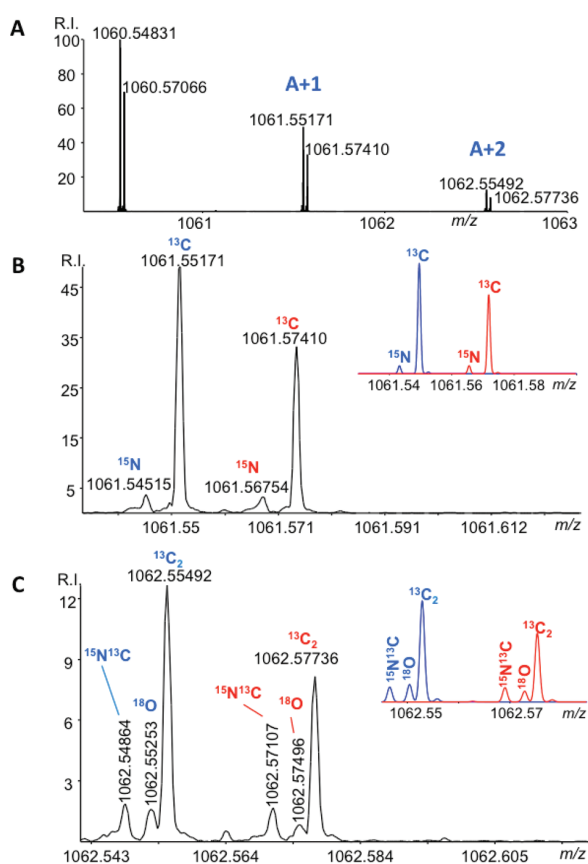 A
R.I.
100
80
60
40
20
1060.54831
1060.57066
A+1
1061.55171
1061.57410
A+2
1062.55492
1062.57736
1061
1062
m/z
1063
B
R.I.
45
35
25
15
5
13C
1061.55171
13C
1061.57410
15N
1061.54515
15N
1061.56754
1061.55
1061.571
1061.591
1061.612
m/z
13C
13C
15N
15N
1061.54
1061.56
1061.58
m/z
C
R.I.
12
9
6
3
13C2
1062.55492
15N13C
18O
1062.54864
1062.55253
13C2
1062.57736
15N13C
18O
1062.57107
1062.57496
1062.543
1062.564
1062.584
1062.605
m/z
13C2
13C2
15N13C
18O
15N13C
18O
1062.55
1062.57
m/z